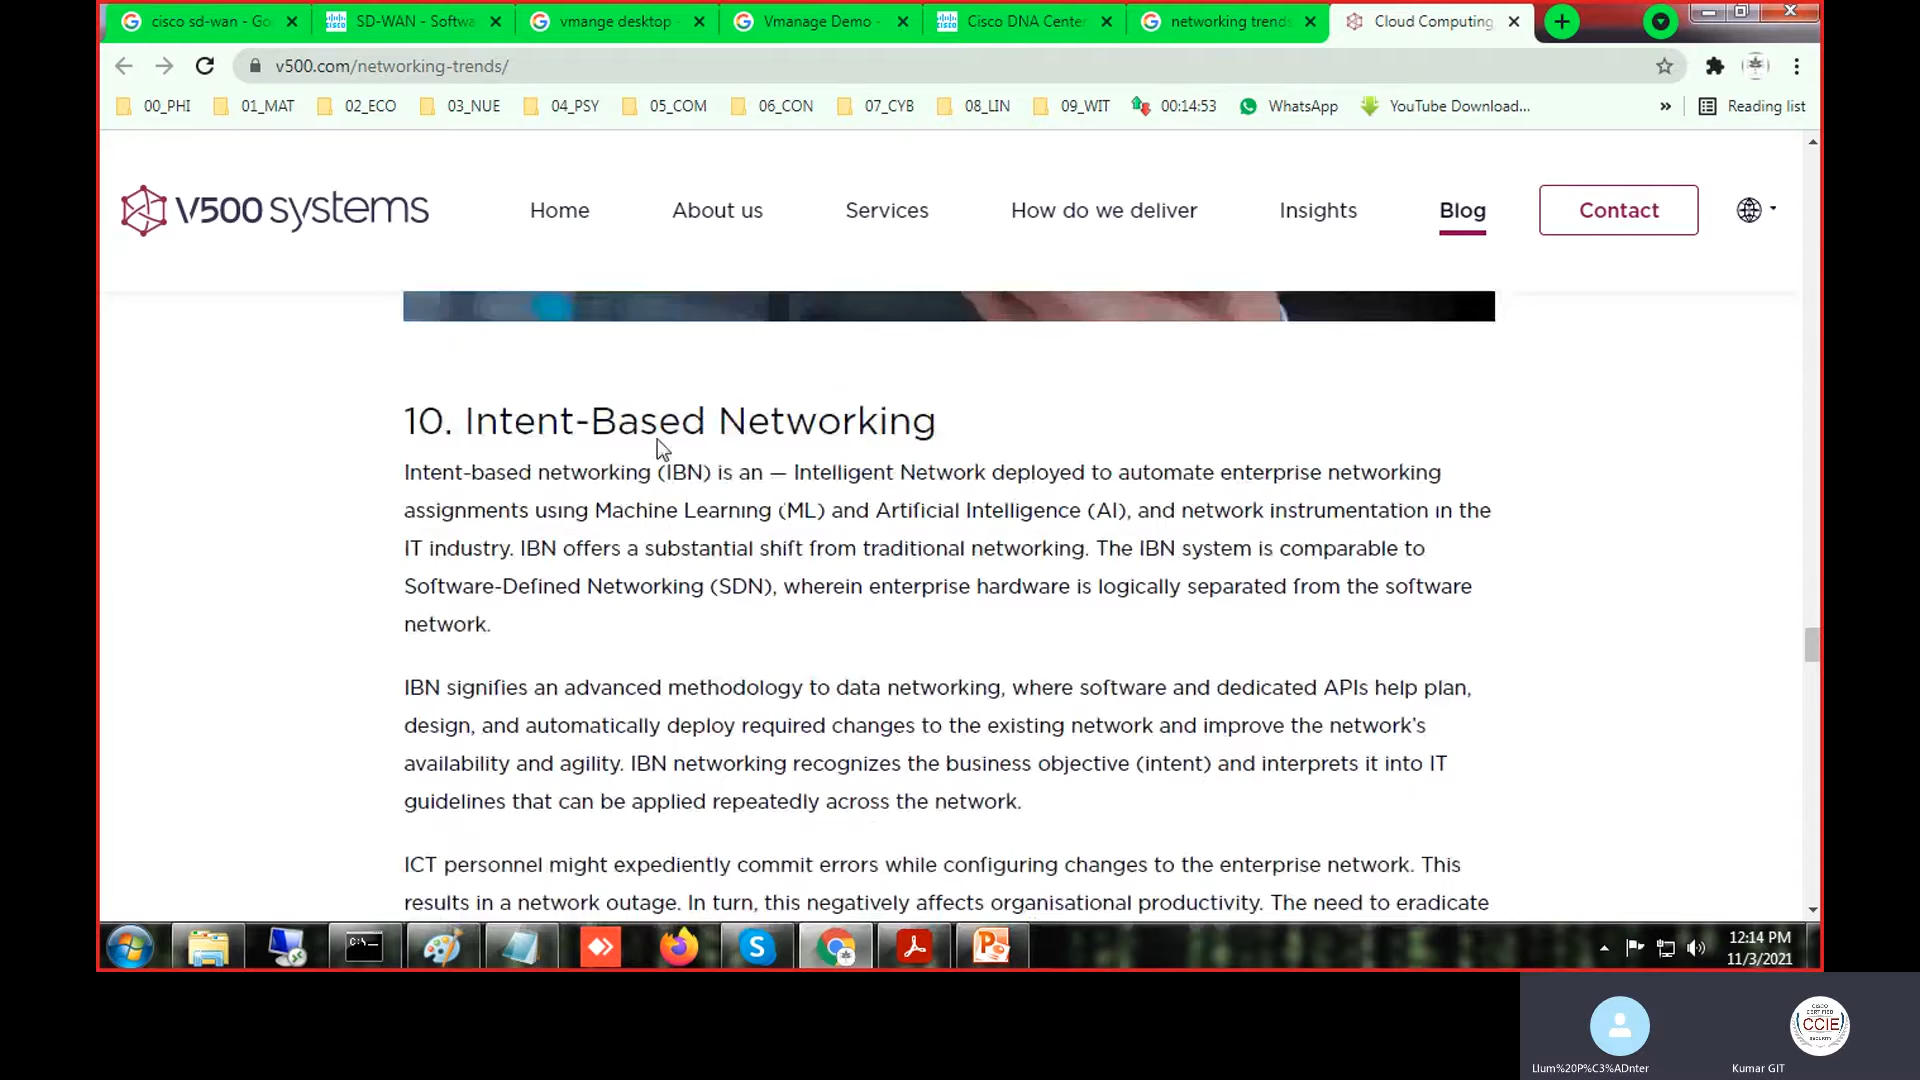 cisco sd-wan - Go
SD-WAN - Softwa
vmange desktop -
Vmanage Demo -
Cisco DNA Center
networking trends
Cloud Computing
v500.com/networking-trends/
00_PHI 01_MAT 02_ECO 03_NUE 04_PSY 05_COM 06_CON 07_CYB 08_LIN 09_WIT 00:14:53 WhatsApp YouTube Download... » Reading list
V500 systems
Home About us Services How do we deliver Insights Blog Contact
10. Intent-Based Networking
Intent-based networking (IBN) is an — Intelligent Network deployed to automate enterprise networking
assignments using Machine Learning (ML) and Artificial Intelligence (AI), and network instrumentation in the
IT industry. IBN offers a substantial shift from traditional networking. The IBN system is comparable to
Software-Defined Networking (SDN), wherein enterprise hardware is logically separated from the software
network.
IBN signifies an advanced methodology to data networking, where software and dedicated APIs help plan,
design, and automatically deploy required changes to the existing network and improve the network's
availability and agility. IBN networking recognizes the business objective (intent) and interprets it into IT
guidelines that can be applied repeatedly across the network.
ICT personnel might expediently commit errors while configuring changes to the enterprise network. This
results in a network outage. In turn, this negatively affects organisational productivity. The need to eradicate
12:14 PM
11/3/2021
CISCO
CERTIFIED
CCIE
SECURITY
Llum%20P%C3%ADnter
Kumar GIT